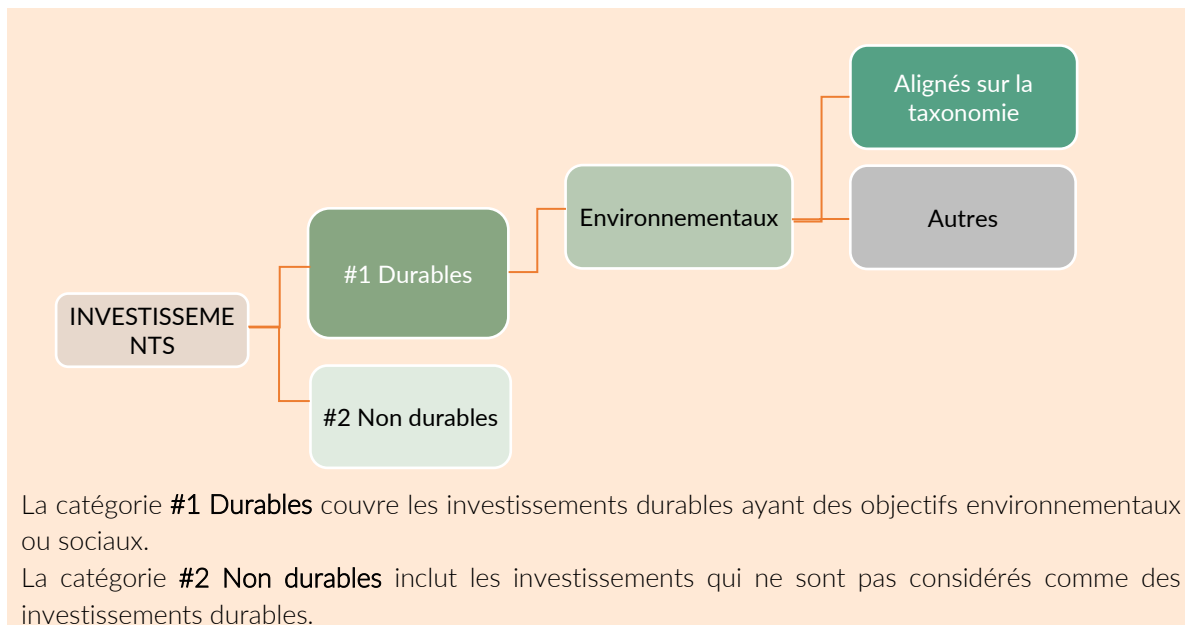 Alignés sur la
taxonomie
Environnementaux
Autres
#1 Durables
INVESTISSEME
NTS
#2 Non durables
La catégorie #1 Durables couvre les investissements durables ayant des objectifs environnementaux
ou sociaux.
La catégorie #2 Non durables inclut les investissements qui ne sont pas considérés comme des
investissements durables.